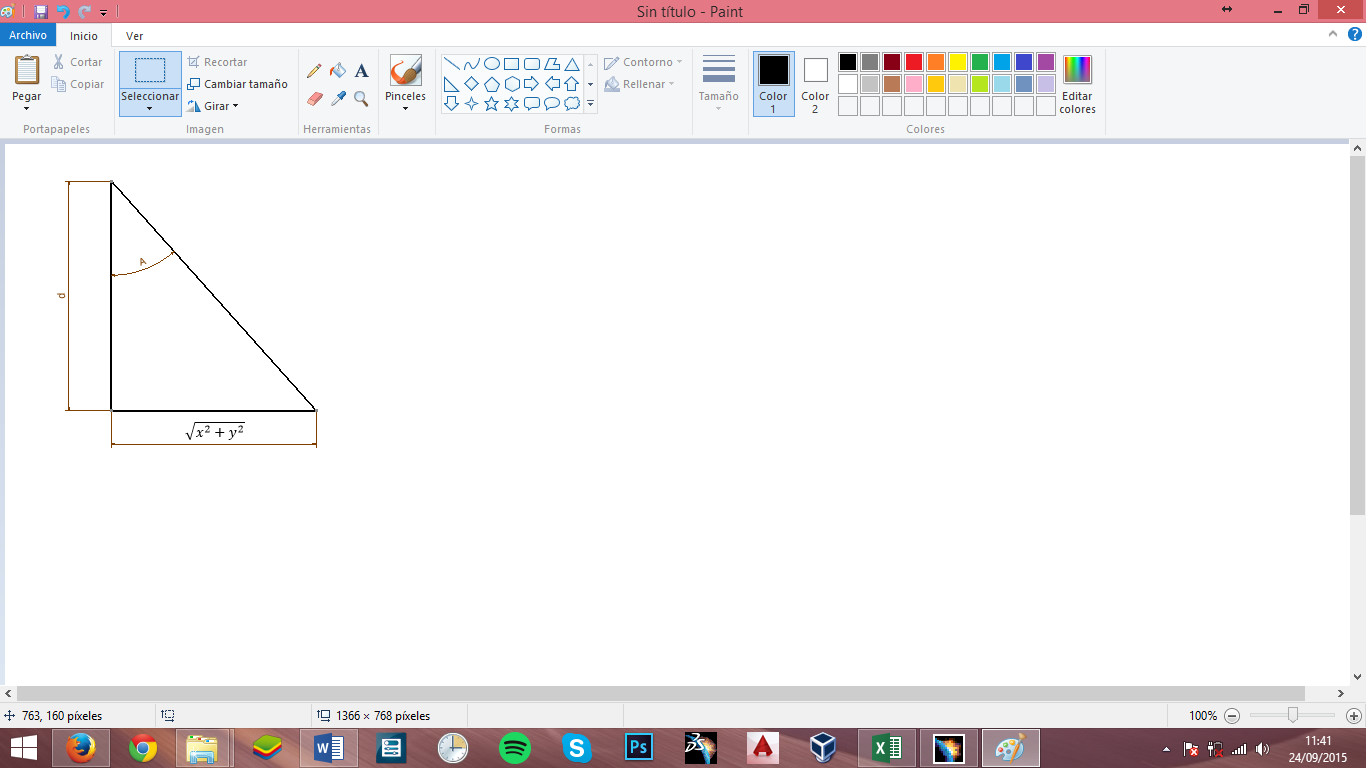 Sin título - Paint
Archivo Inicio Ver
Pegar
Cortar
Copiar
Portapapeles
Seleccionar
Recortar
Cambiar tamaño
Girar
Imagen
A
Herramientas
Pinceles
Contorno
Rellenar
Formas
Tamaño
Color 1
Color 2
Editar colores
Colores
A
d
√(x² + y²)
763, 160 píxeles
1366 × 768 píxeles
100%
W
S
Ps
DS
A
X
11:41
24/09/2015